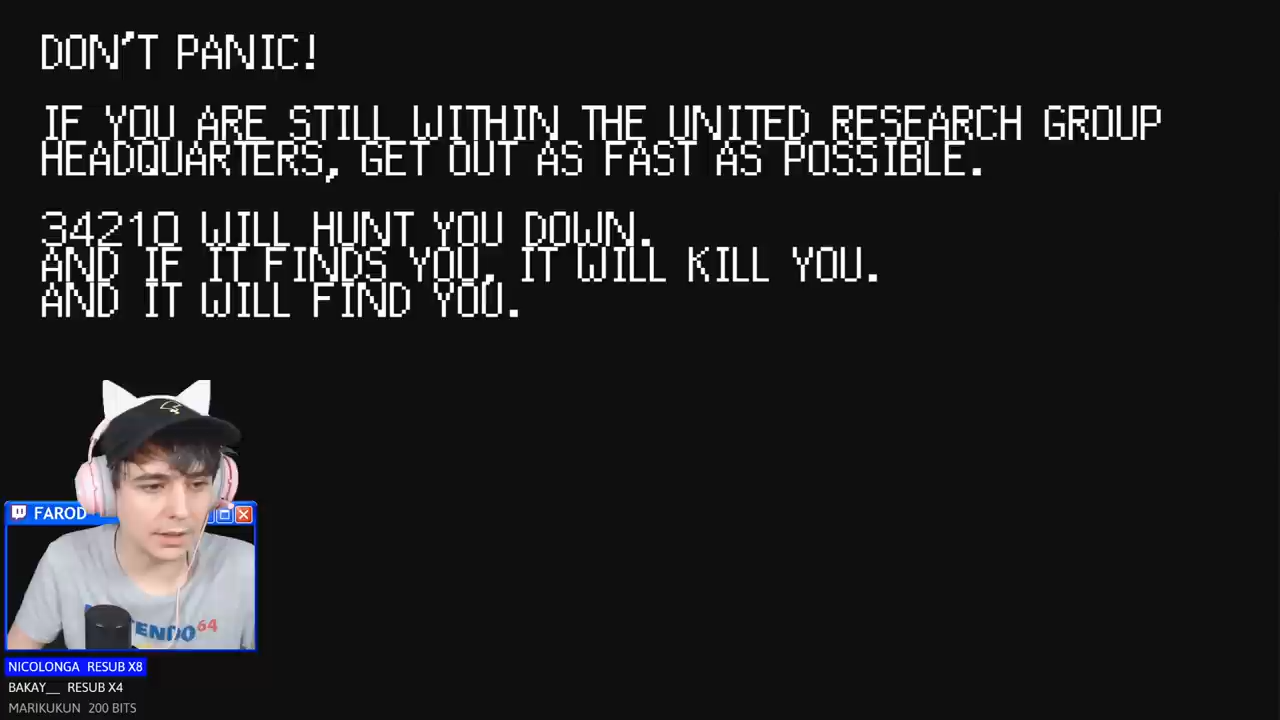 DON'T PANIC!
IF YOU ARE STILL WITHIN THE UNITED RESEARCH GROUP
HEADQUARTERS, GET OUT AS FAST AS POSSIBLE.
34210 WILL HUNT YOU DOWN.
AND IF IT FINDS YOU, IT WILL KILL YOU.
AND IT WILL FIND YOU.
FAROD
TENDO 64
NICOLONGA RESUB X8
BAKAY__ RESUB X4
MARIKUKUN 200 BITS